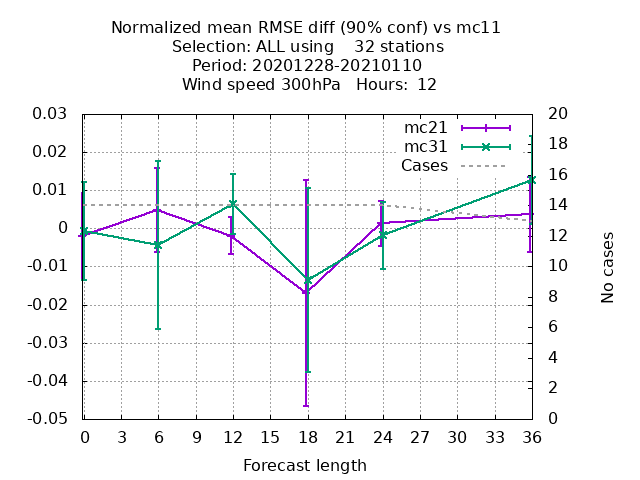 Normalized mean RMSE diff (90% conf) vs mc11
Selection: ALL using    32 stations
Period: 20201228-20210110
Wind speed 300hPa   Hours:  12
mc21
mc31
Cases
0.03
0.02
0.01
0
-0.01
-0.02
-0.03
-0.04
-0.05
20
18
16
14
12
10
8
6
4
2
0
No cases
0 3 6 9 12 15 18 21 24 27 30 33 36
Forecast length